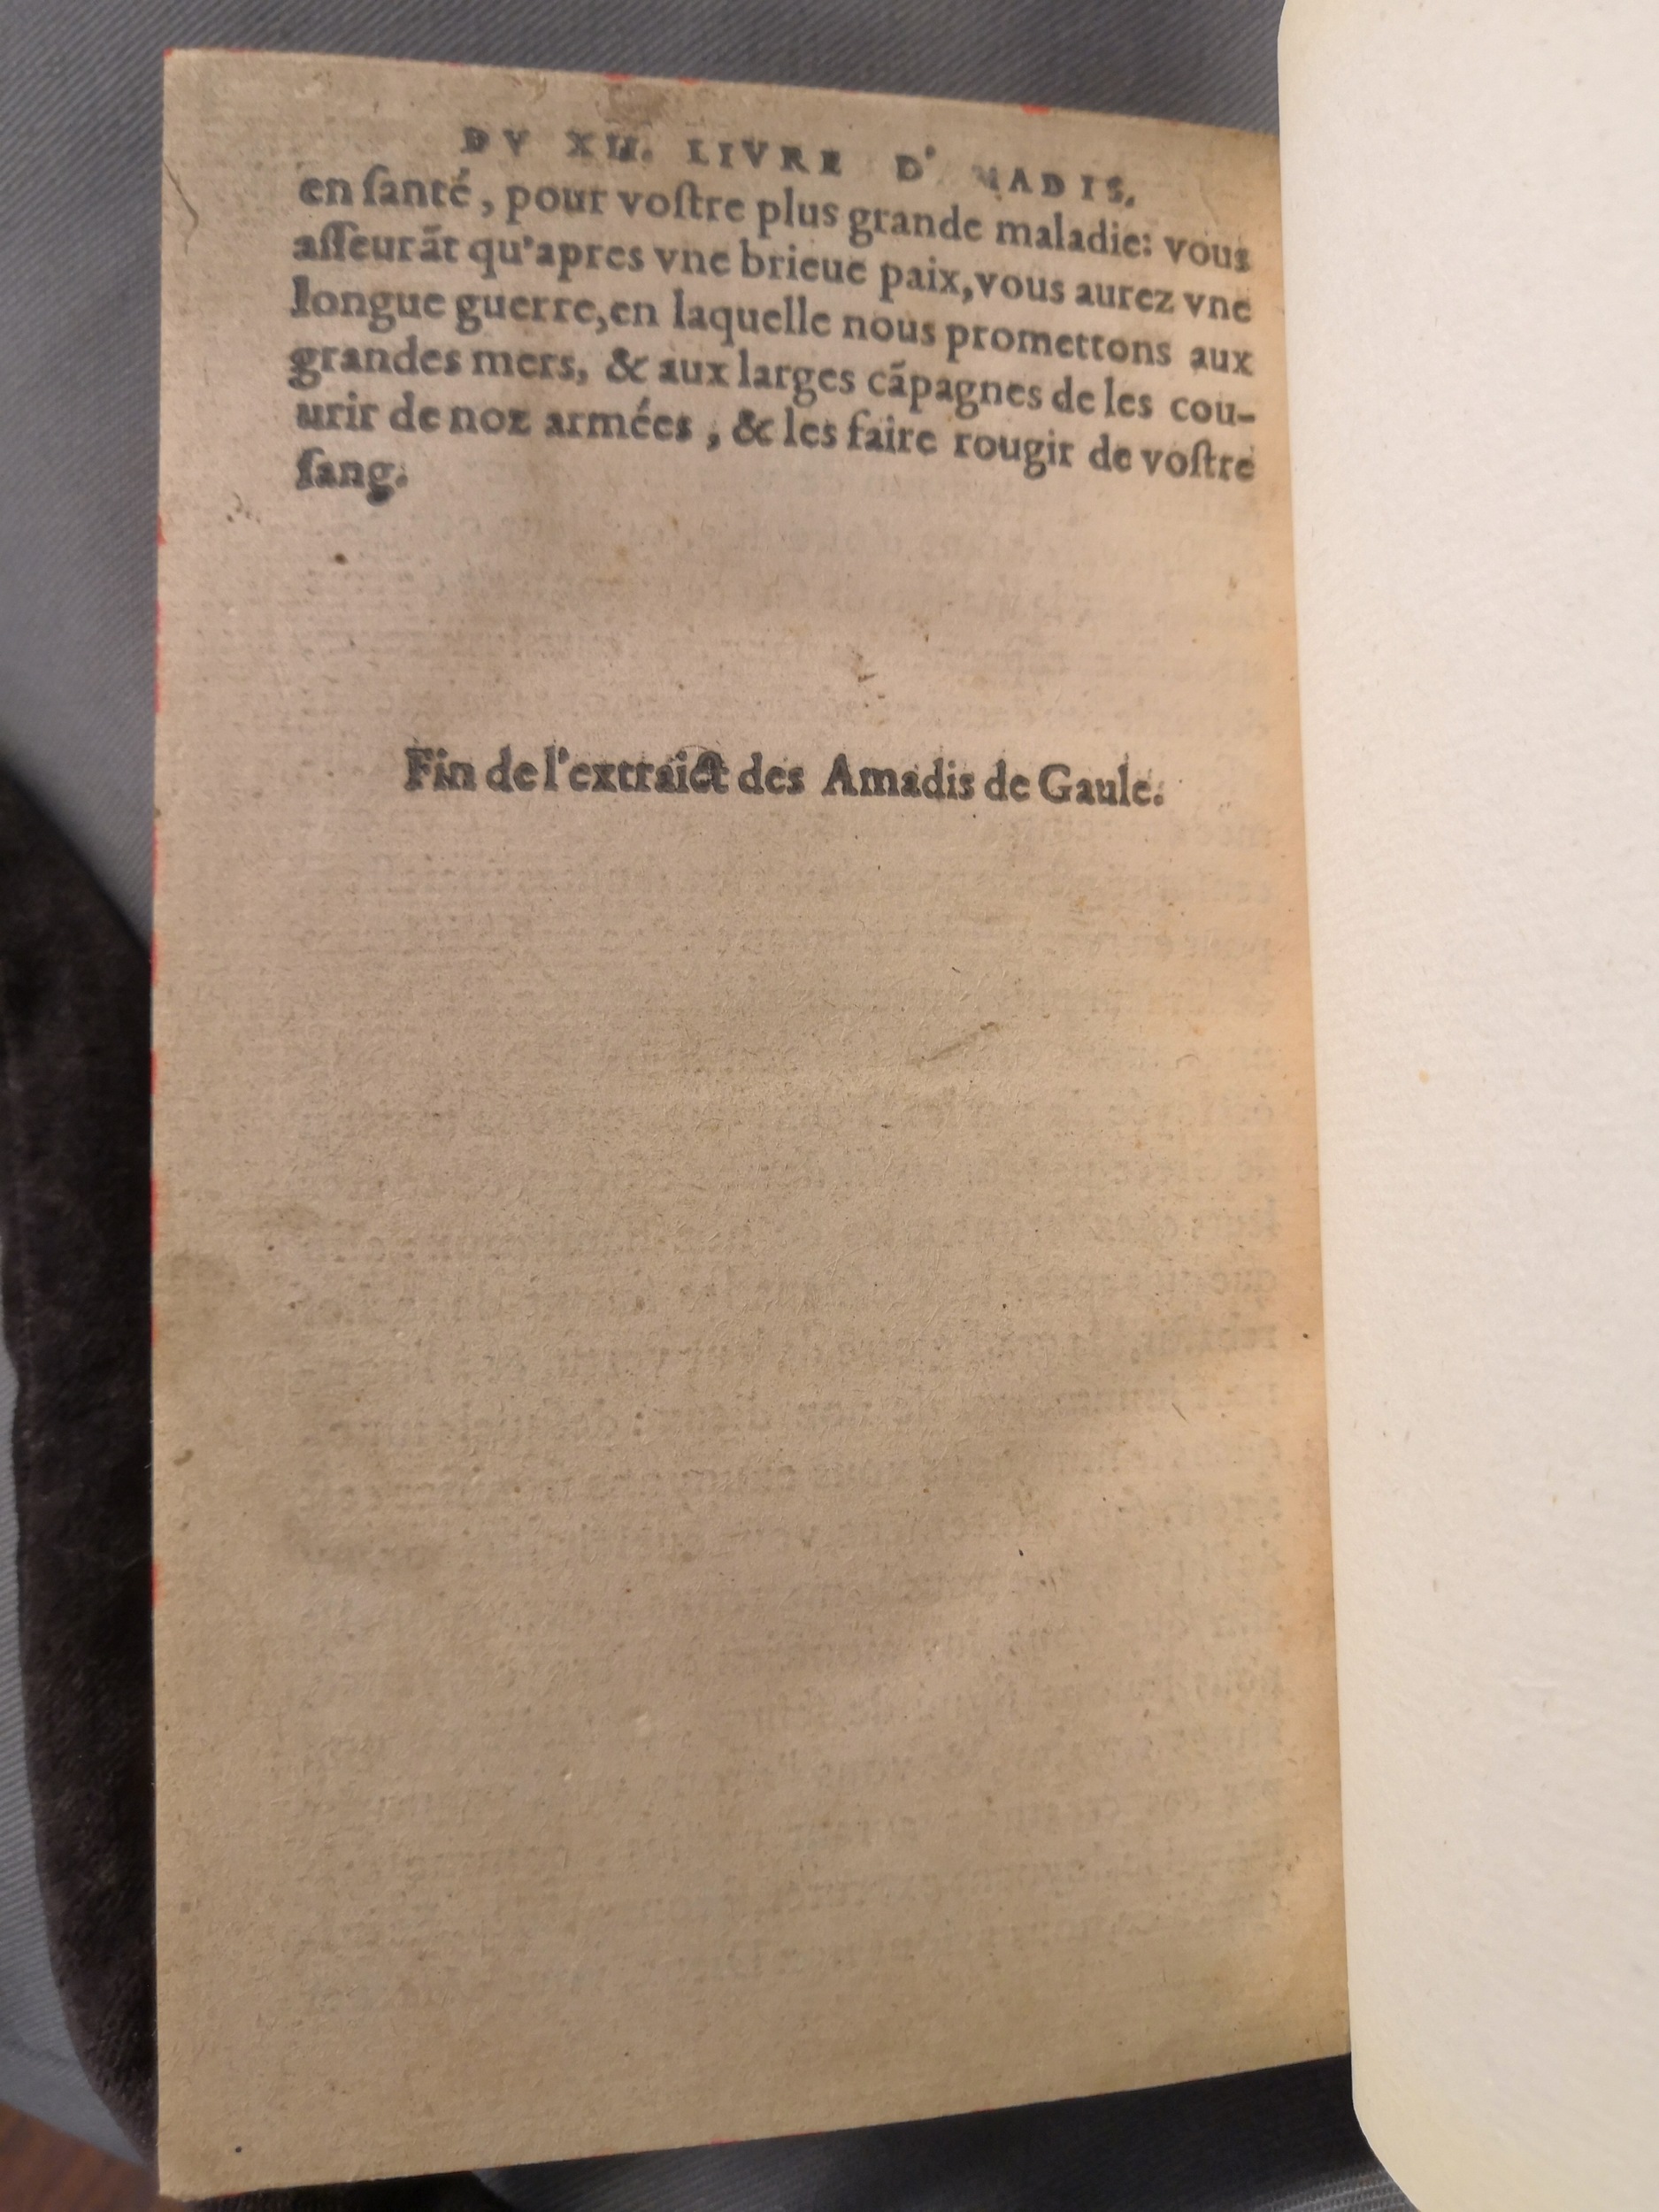 DV XII. LIVRE D' MADIS.
en ſanté, pour voſtre plus grande maladie: vous
aſſeurãt qu'apres vne brieue paix, vous aurez vne
longue guerre, en laquelle nous promettons aux
grandes mers, & aux larges cãpagnes de les cou-
urir de noz armées, & les faire rougir de voſtre
ſang.
Fin de l'extraict des Amadis de Gaule.